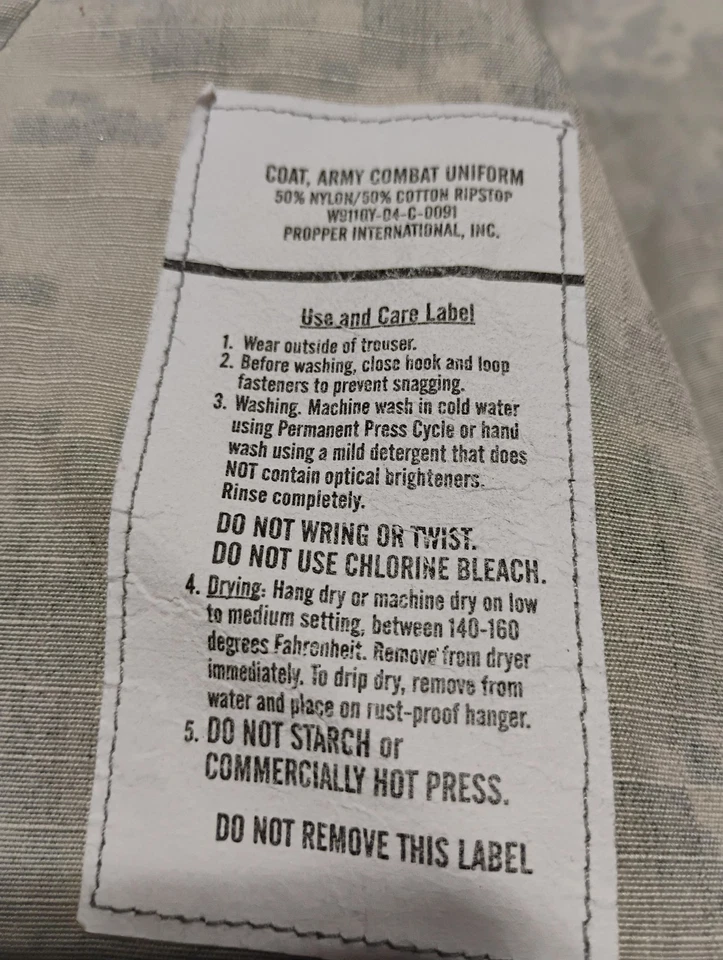 COAT, ARMY COMBAT UNIFORM
50% NYLON/50% COTTON RIPSTOP
W911QY-04-C-0091
PROPPER INTERNATIONAL, INC.
Use and Care Label
1. Wear outside of trouser.
2. Before washing, close hook and loop
fasteners to prevent snagging.
3. Washing. Machine wash in cold water
using Permanent Press Cycle or hand
wash using a mild detergent that does
NOT contain optical brighteners.
Rinse completely.
DO NOT WRING OR TWIST.
DO NOT USE CHLORINE BLEACH.
4. Drying: Hang dry or machine dry on low
to medium setting, between 140-160
degrees Fahrenheit. Remove from dryer
immediately. To drip dry, remove from
water and place on rust-proof hanger.
5. DO NOT STARCH or
COMMERCIALLY HOT PRESS.
DO NOT REMOVE THIS LABEL